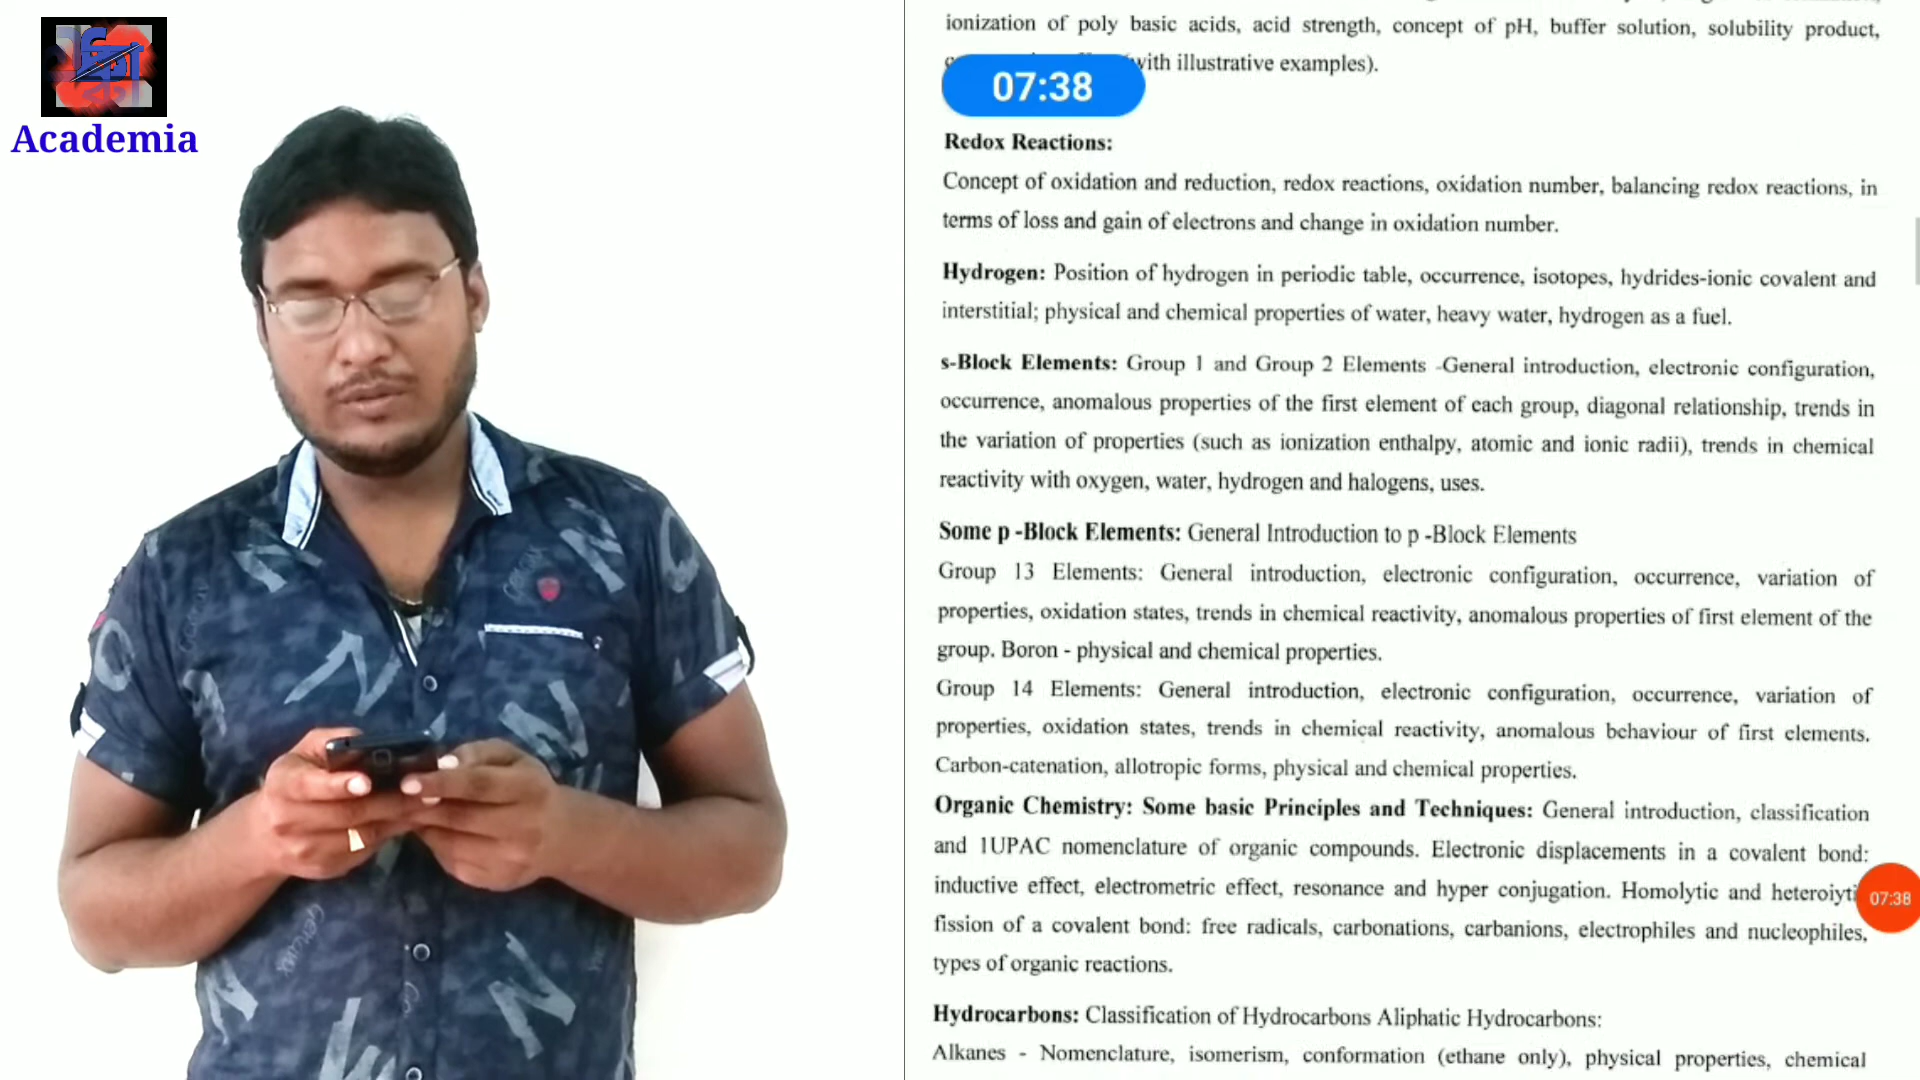 Academia
ionization of poly basic acids, acid strength, concept of pH, buffer solution, solubility product,
with illustrative examples).
07:38
Redox Reactions:
Concept of oxidation and reduction, redox reactions, oxidation number, balancing redox reactions, in
terms of loss and gain of electrons and change in oxidation number.
Hydrogen: Position of hydrogen in periodic table, occurrence, isotopes, hydrides-ionic covalent and
interstitial; physical and chemical properties of water, heavy water, hydrogen as a fuel.
s-Block Elements: Group 1 and Group 2 Elements -General introduction, electronic configuration,
occurrence, anomalous properties of the first element of each group, diagonal relationship, trends in
the variation of properties (such as ionization enthalpy, atomic and ionic radii), trends in chemical
reactivity with oxygen, water, hydrogen and halogens, uses.
Some p -Block Elements: General Introduction to p -Block Elements
Group 13 Elements: General introduction, electronic configuration, occurrence, variation of
properties, oxidation states, trends in chemical reactivity, anomalous properties of first element of the
group. Boron - physical and chemical properties.
Group 14 Elements: General introduction, electronic configuration, occurrence, variation of
properties, oxidation states, trends in chemical reactivity, anomalous behaviour of first elements.
Carbon-catenation, allotropic forms, physical and chemical properties.
Organic Chemistry: Some basic Principles and Techniques: General introduction, classification
and 1UPAC nomenclature of organic compounds. Electronic displacements in a covalent bond:
inductive effect, electrometric effect, resonance and hyper conjugation. Homolytic and
fission of a covalent bond: free radicals, carbonations, carbanions, electrophiles and nucleophiles,
07:38
types of organic reactions.
Hydrocarbons: Classification of Hydrocarbons Aliphatic Hydrocarbons:
Alkanes - Nomenclature, isomerism, conformation (ethane only), physical properties, chemical